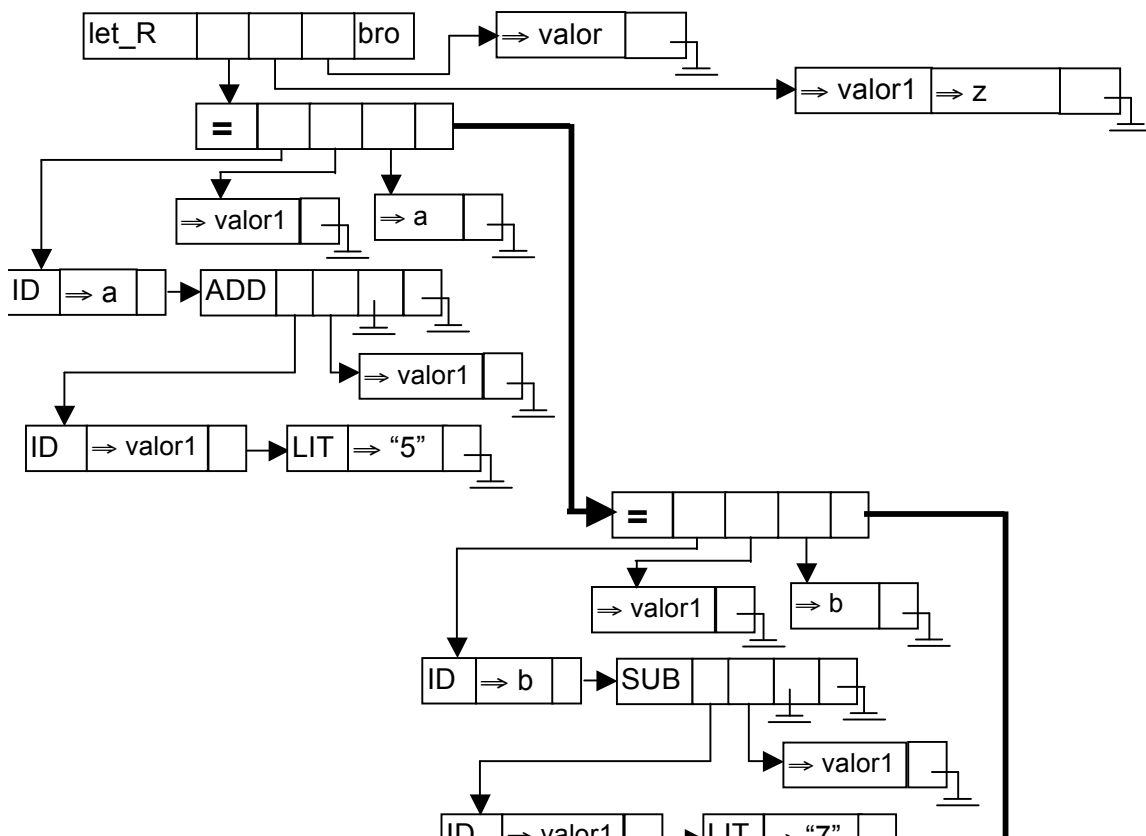 let_R bro ⇒ valor
⇒ valor1 ⇒ z
=
⇒ valor1 ⇒ a
ID ⇒ a ADD
⇒ valor1
ID ⇒ valor1 LIT ⇒ “5”
=
⇒ valor1 ⇒ b
ID ⇒ b SUB
⇒ valor1
ID ⇒ valor1 LIT ⇒ “7”